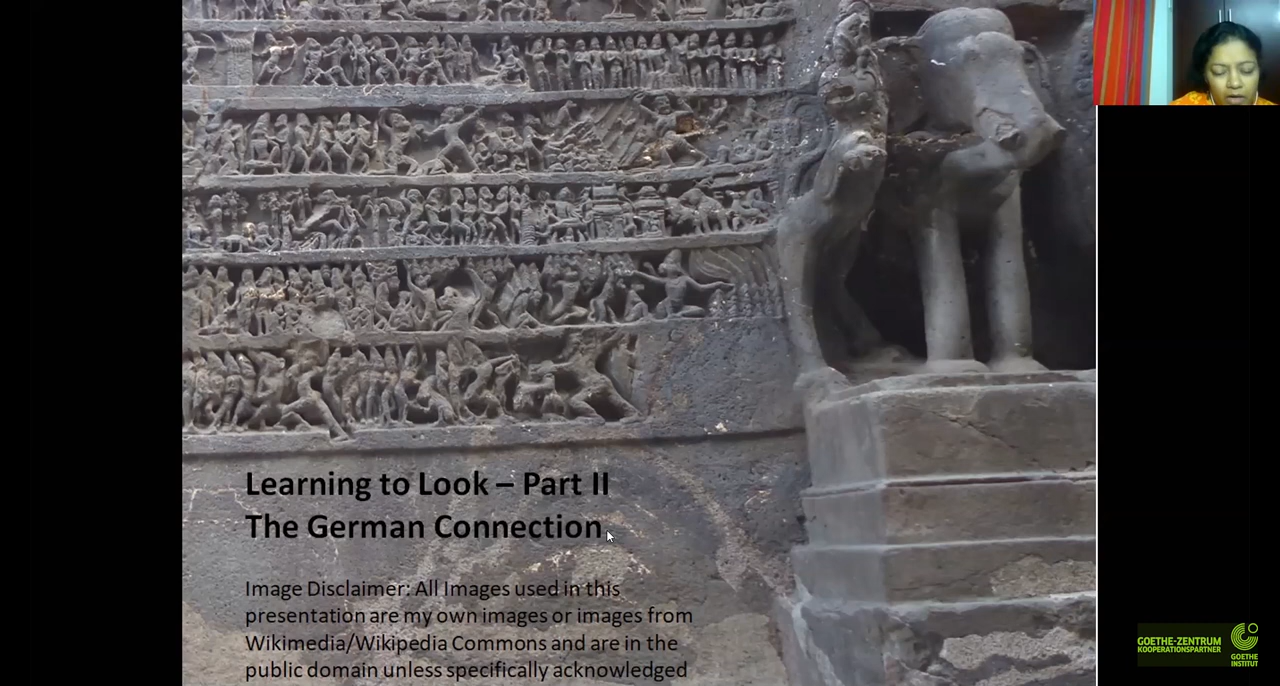 Learning to Look – Part II
The German Connection
Image Disclaimer: All Images used in this
presentation are my own images or images from
Wikimedia/Wikipedia Commons and are in the
public domain unless specifically acknowledged
GOETHE-ZENTRUM
KOOPERATIONSPARTNER
GOETHE
INSTITUT